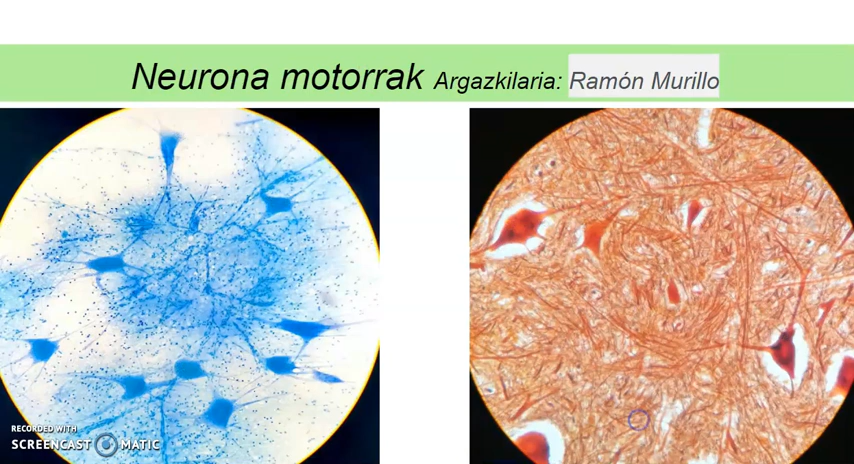 Neurona motorrak Argazkilaria: Ramón Murillo
RECORDED WITH
SCREENCAST MATIC